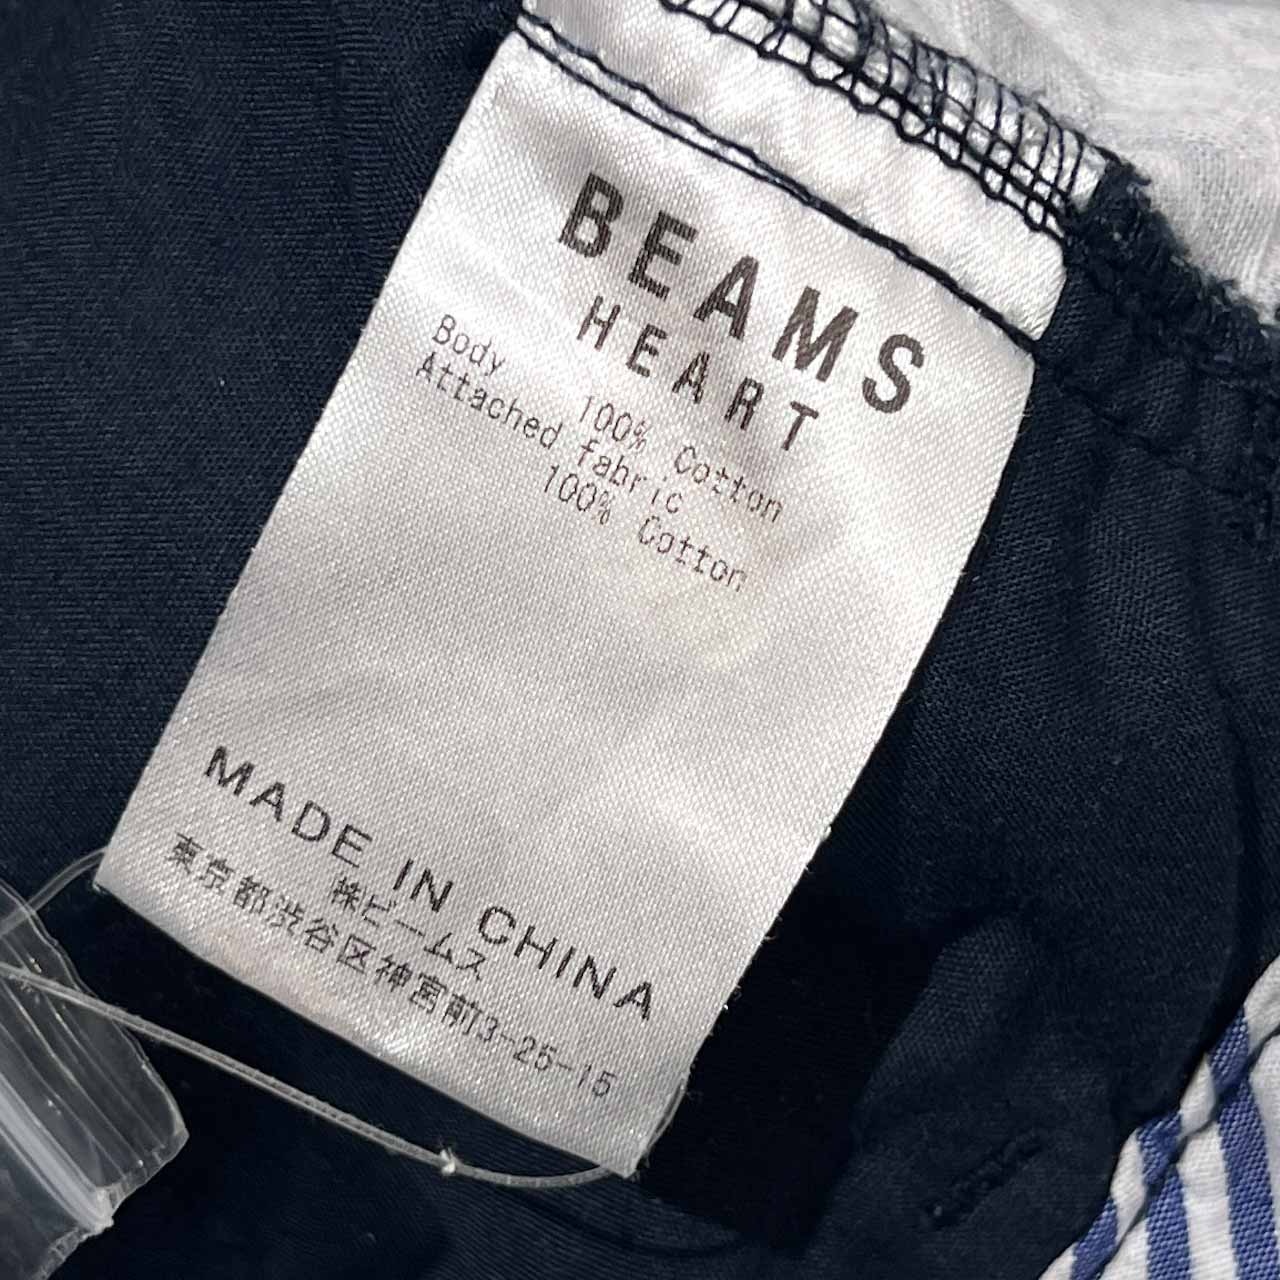 BEAMS
HEART
Body
100% Cotton
Attached fabric
100% Cotton
MADE IN CHINA
株ビームス
東京都渋谷区神宮前3-25-15